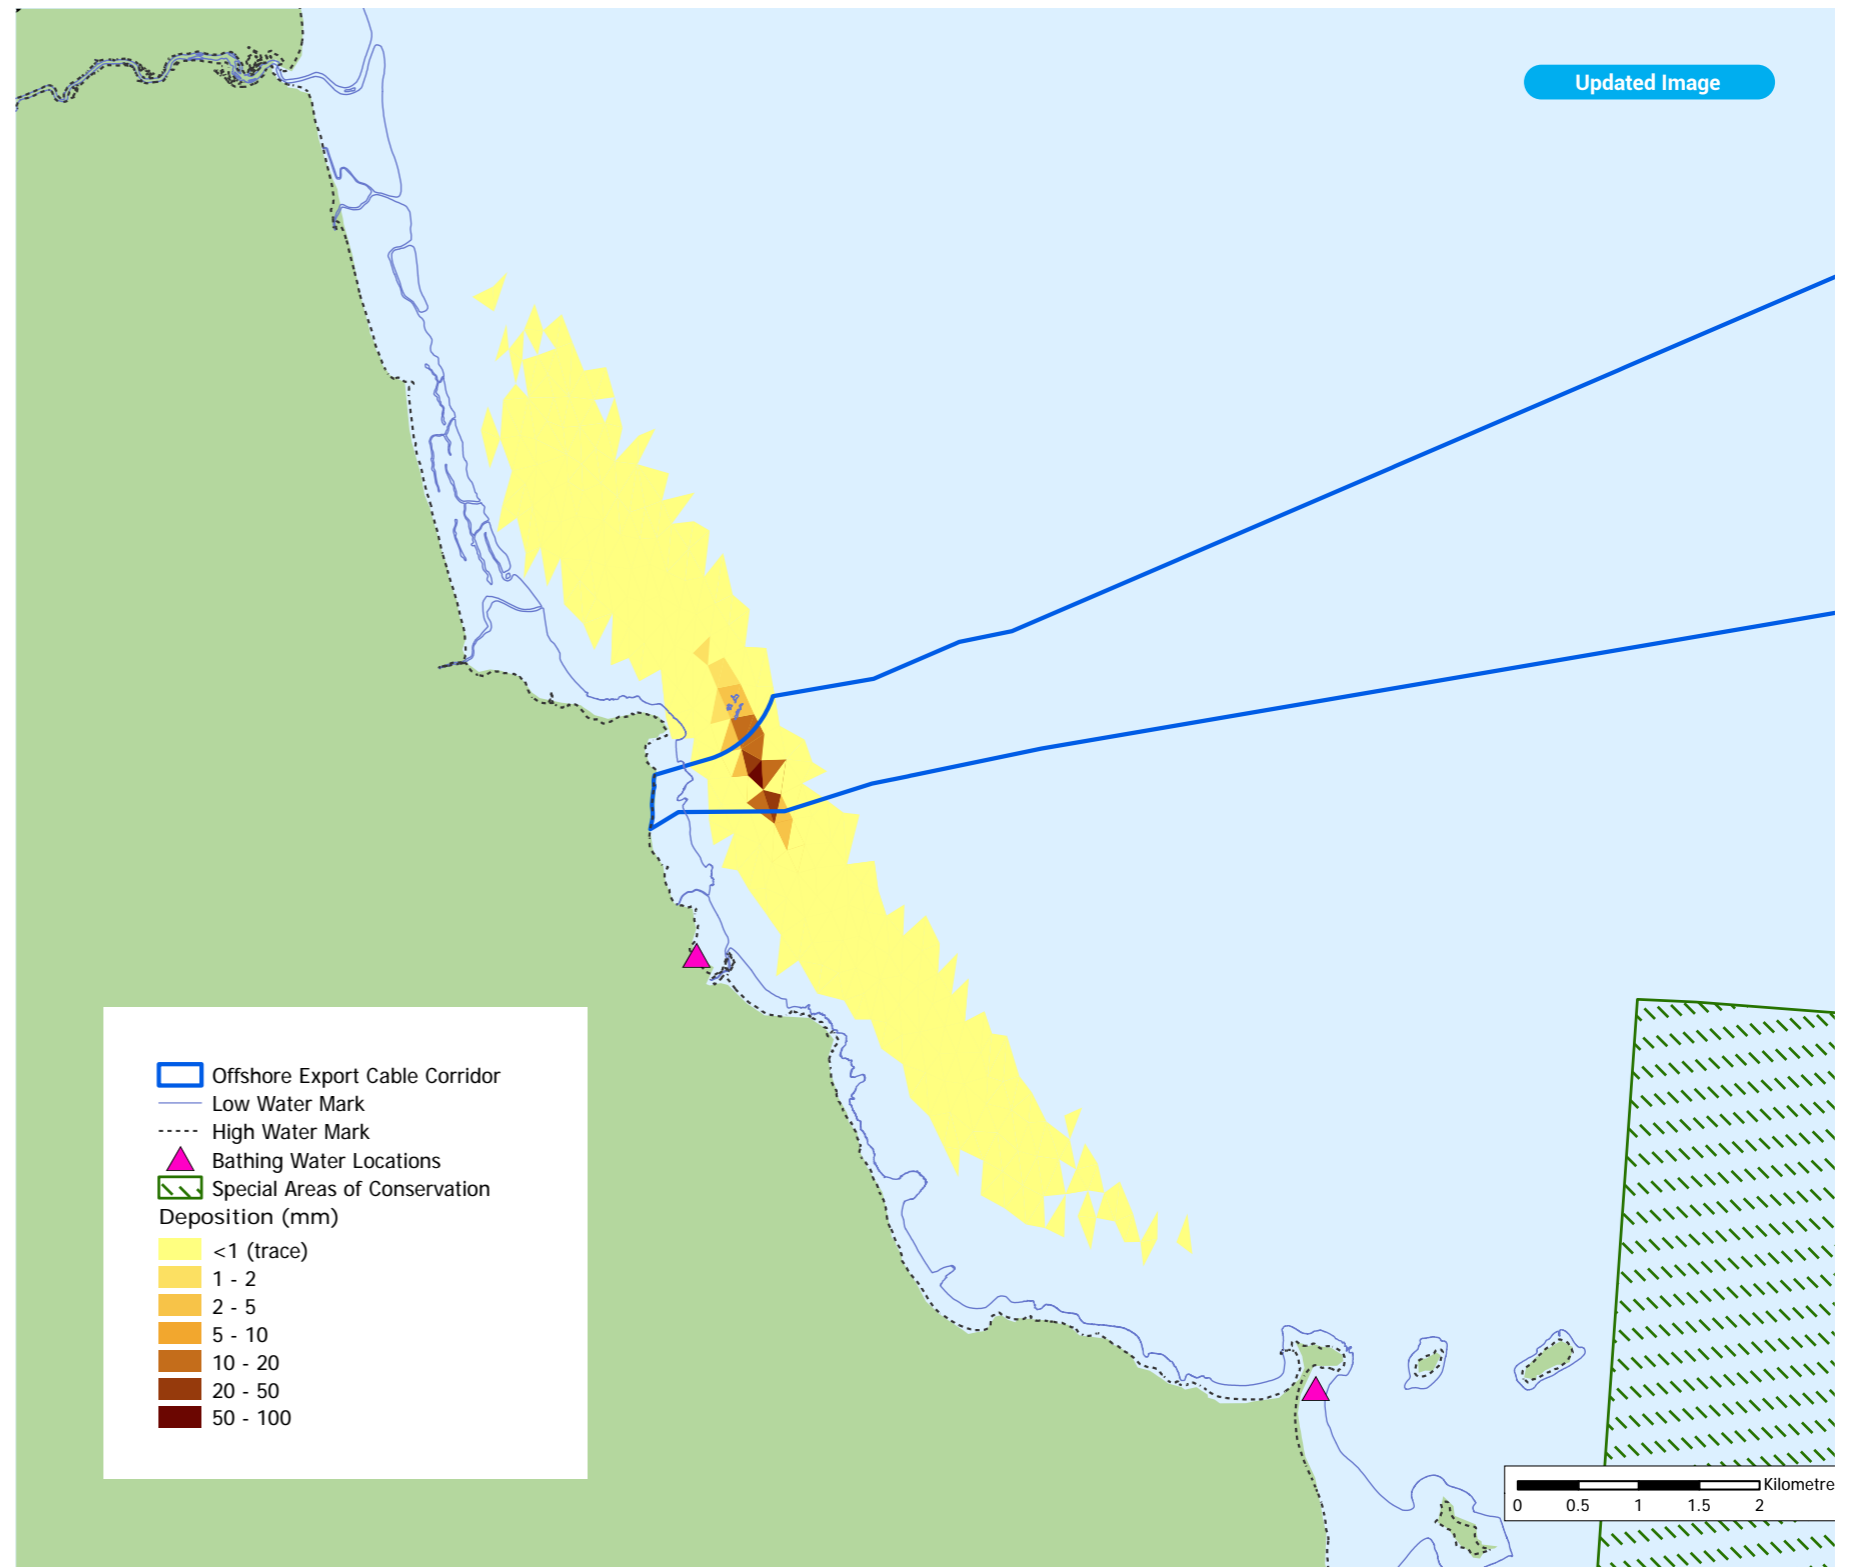 Updated Image
Offshore Export Cable Corridor
Low Water Mark
High Water Mark
Bathing Water Locations
Special Areas of Conservation
Deposition (mm)
<1 (trace)
1 - 2
2 - 5
5 - 10
10 - 20
20 - 50
50 - 100
Kilometre
0 0.5 1 1.5 2